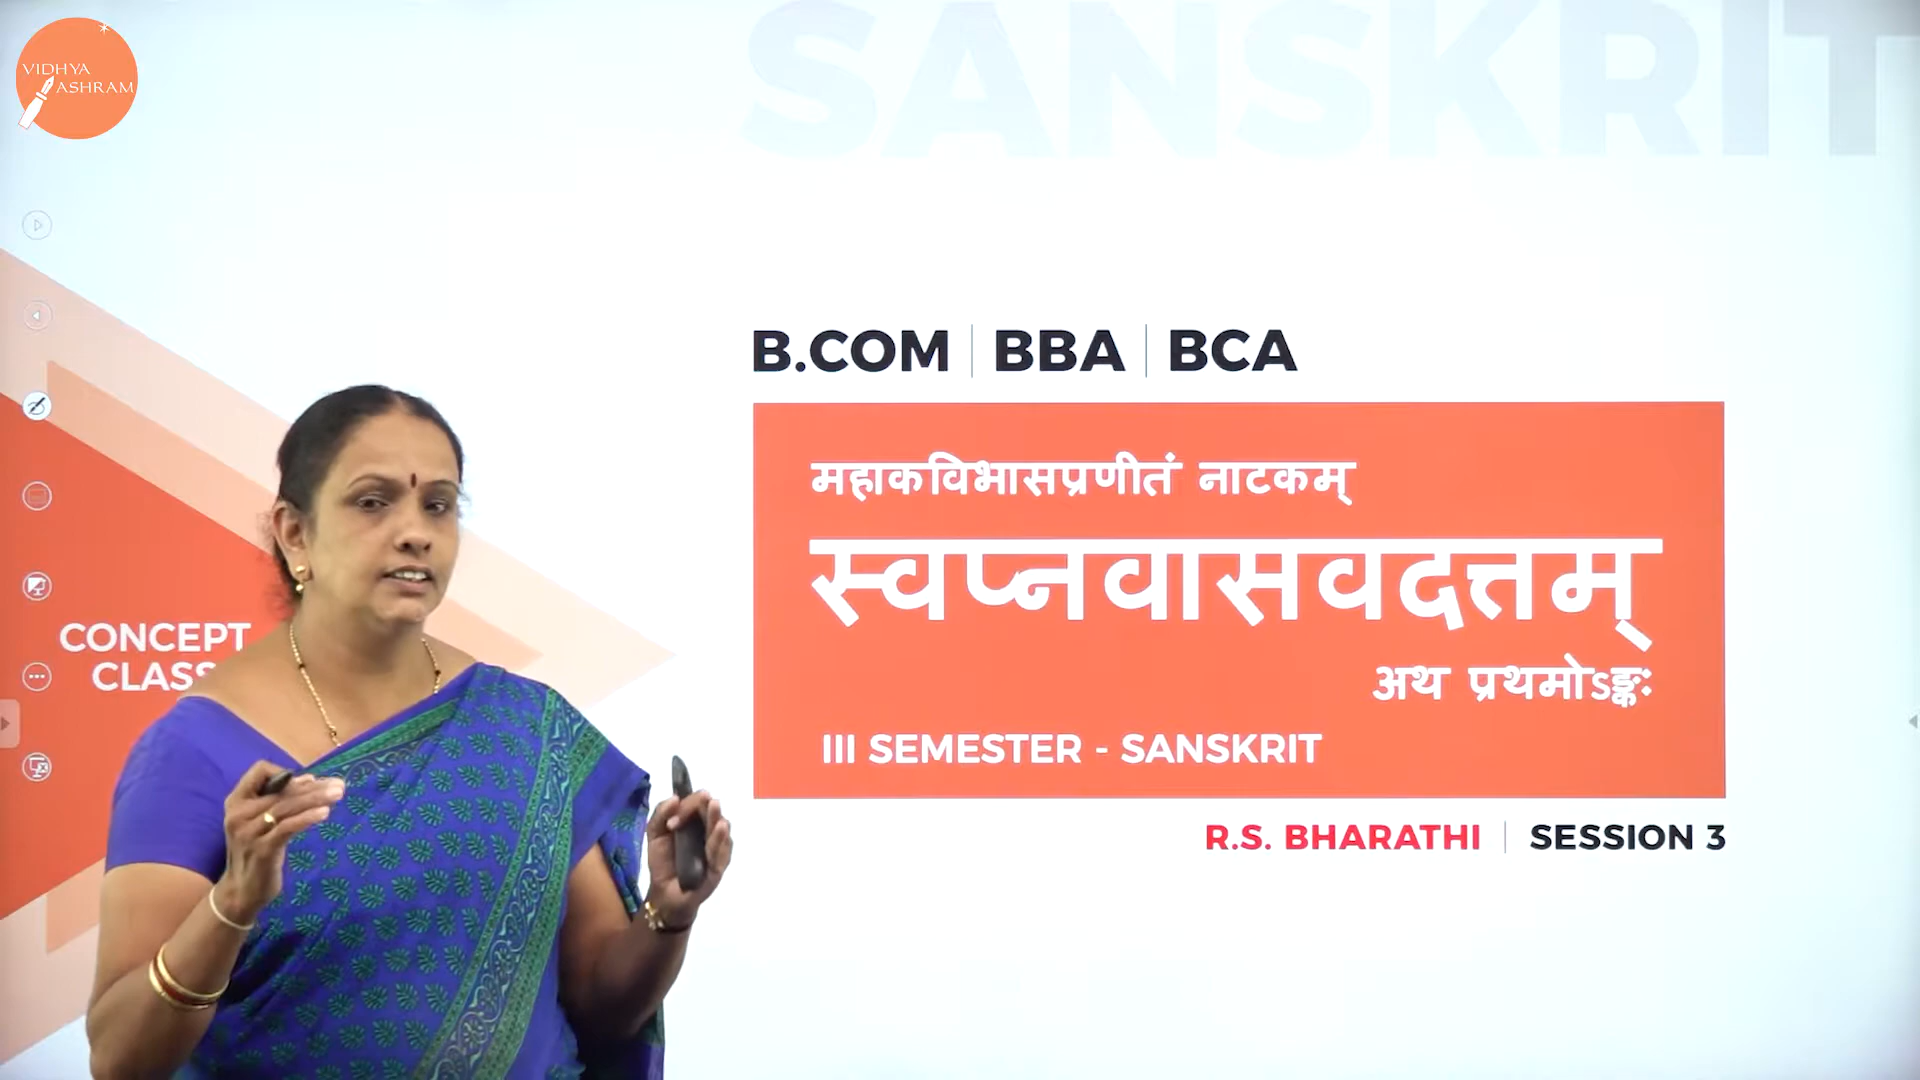 VIDHYA
ASHRAM
SANSKRIT
B.COM | BBA | BCA
महाकविभासप्रणीतं नाटकम्
स्वप्नवासवदत्तम्
अथ प्रथमोऽङ्कः
III SEMESTER - SANSKRIT
CONCEPT
CLASS
R.S. BHARATHI | SESSION 3